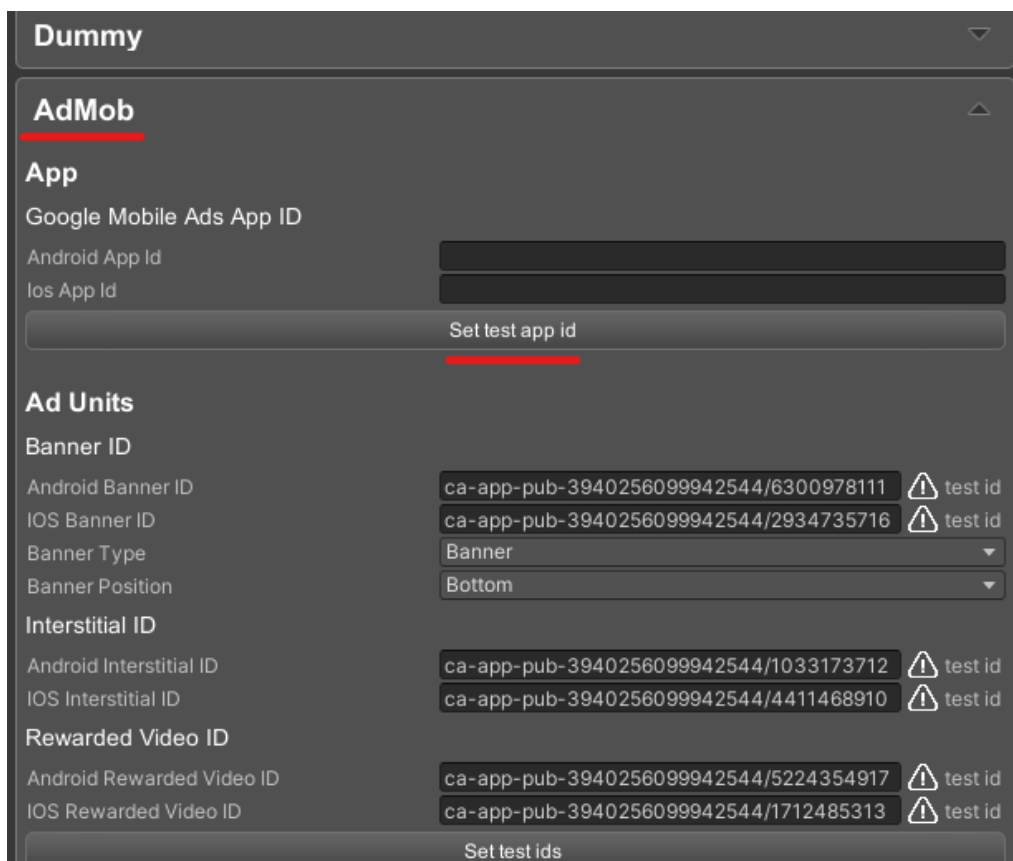 Dummy
AdMob
App
Google Mobile Ads App ID
Android App Id
Ios App Id
Set test app id
Ad Units
Banner ID
Android Banner ID ca-app-pub-3940256099942544/6300978111 test id
IOS Banner ID ca-app-pub-3940256099942544/2934735716 test id
Banner Type Banner
Banner Position Bottom
Interstitial ID
Android Interstitial ID ca-app-pub-3940256099942544/1033173712 test id
IOS Interstitial ID ca-app-pub-3940256099942544/4411468910 test id
Rewarded Video ID
Android Rewarded Video ID ca-app-pub-3940256099942544/5224354917 test id
IOS Rewarded Video ID ca-app-pub-3940256099942544/1712485313 test id
Set test ids